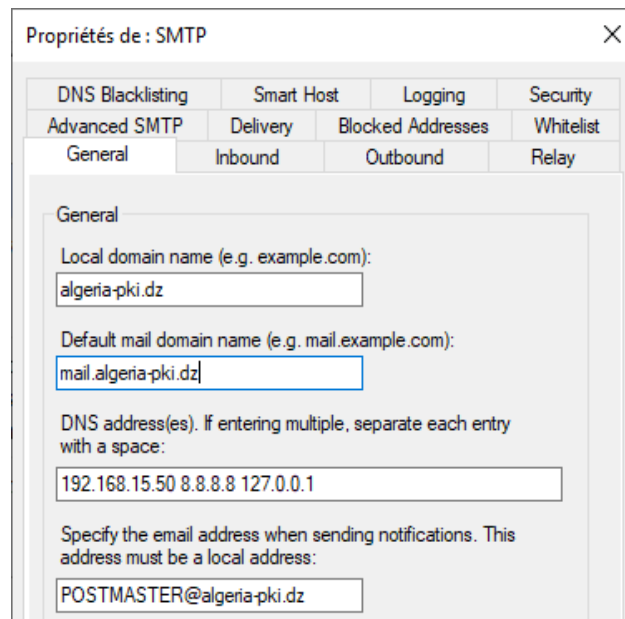 Propriétés de : SMTP
DNS Blacklisting Smart Host Logging Security
Advanced SMTP Delivery Blocked Addresses Whitelist
General Inbound Outbound Relay
General
Local domain name (e.g. example.com):
algeria-pki.dz
Default mail domain name (e.g. mail.example.com):
mail.algeria-pki.dz
DNS address(es). If entering multiple, separate each entry
with a space:
192.168.15.50 8.8.8.8 127.0.0.1
Specify the email address when sending notifications. This
address must be a local address:
POSTMASTER@algeria-pki.dz